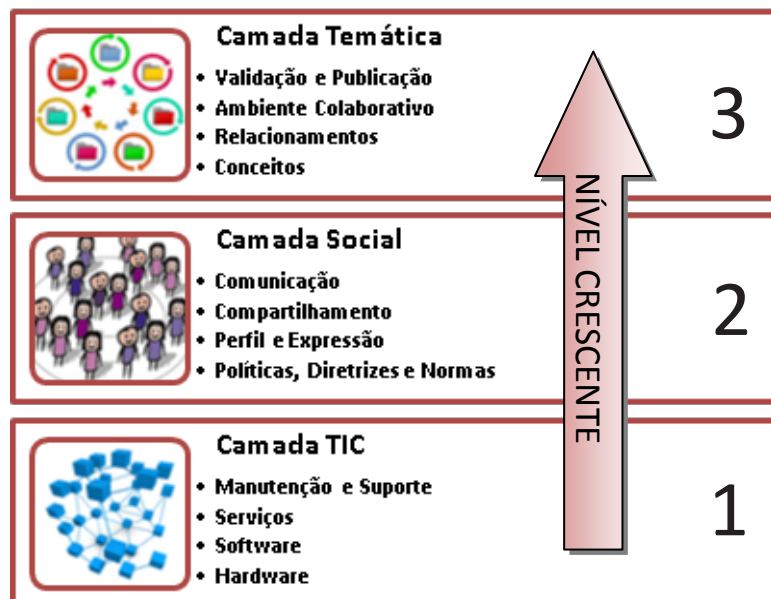 Camada Temática
• Validação e Publicação
• Ambiente Colaborativo
• Relacionamentos
• Conceitos
3
Camada Social
• Comunicação
• Compartilhamento
• Perfil e Expressão
• Políticas, Diretrizes e Normas
2
Camada TIC
• Manutenção e Suporte
• Serviços
• Software
• Hardware
1
NÍVEL CRESCENTE